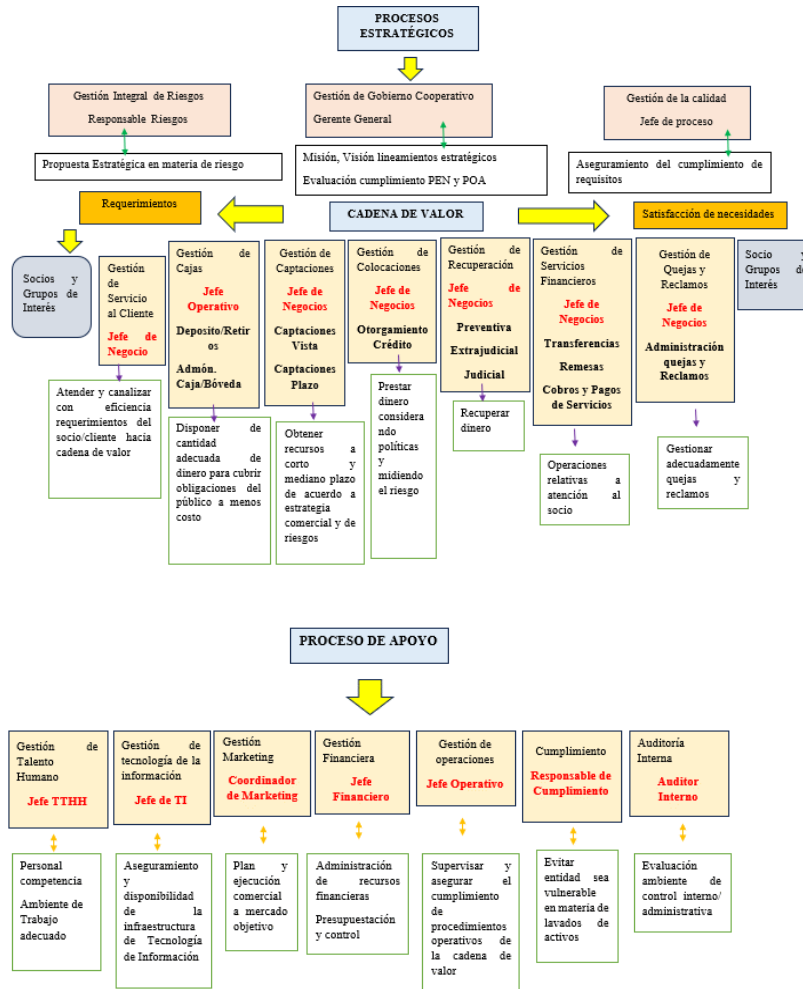 PROCESOS
ESTRATÉGICOS
Gestión Integral de Riesgos
Responsable Riesgos
Gestión de Gobierno Cooperativo
Gerente General
Gestión de la calidad
Jefe de proceso
Propuesta Estratégica en materia de riesgo
Misión, Visión lineamientos estratégicos
Evaluación cumplimiento PEN y POA
Aseguramiento del cumplimiento de
requisitos
Requerimientos
CADENA DE VALOR
Satisfacción de necesidades
Socios y
Grupos de
Interés
Gestión
de
Servicio
al Cliente
Jefe de
Negocio
Gestión de
Cajas
Jefe
Operativo
Deposito/Retir
os
Admón.
Caja/Bóveda
Gestión de
Captaciones
Jefe de
Negocios
Captaciones
Vista
Captaciones
Plazo
Gestión de
Colocaciones
Jefe de
Negocios
Otorgamiento
Crédito
Gestión de
Recuperación
Jefe de
Negocios
Preventiva
Extrajudicial
Judicial
Gestión de
Servicios
Financieros
Jefe de
Negocios
Transferencias
Remesas
Cobros y Pagos
de Servicios
Gestión de
Quejas y
Reclamos
Jefe de
Negocios
Administración
quejas y
Reclamos
Socio y
Grupos de
Interés
Atender y canalizar
con eficiencia
requerimientos del
socio/cliente hacia
cadena de valor
Disponer de
cantidad
adecuada de
dinero para cubrir
obligaciones del
público a menos
costo
Obtener
recursos a
corto y
mediano plazo
de acuerdo a
estrategia
comercial y de
riesgos
Prestar
dinero
considera
ndo
políticas
y
midiendo
el riesgo
Recuperar
dinero
Operaciones
relativas a
atención al
socio
Gestionar
adecuadamente
quejas y
reclamos
PROCESO DE APOYO
Gestión de
Talento
Humano
Jefe TTHH
Gestión de
tecnología de la
información
Jefe de TI
Gestión
Marketing
Coordinador
de Marketing
Gestión
Financiera
Jefe
Financiero
Gestión de
operaciones
Jefe Operativo
Cumplimiento
Responsable de
Cumplimiento
Auditoría
Interna
Auditor
Interno
Personal
competencia
Ambiente de
Trabajo
adecuado
Aseguramiento
y
disponibilidad
de la
infraestructura
de Tecnología
de Información
Plan y
ejecución
comercial
a mercado
objetivo
Administración
de recursos
financieras
Presupuestación
y control
Supervisar y
asegurar el
cumplimiento
de
procedimientos
operativos de
la cadena de
valor
Evitar
entidad sea
vulnerable
en materia de
lavados de
activos
Evaluación
ambiente de
control interno/
administrativa